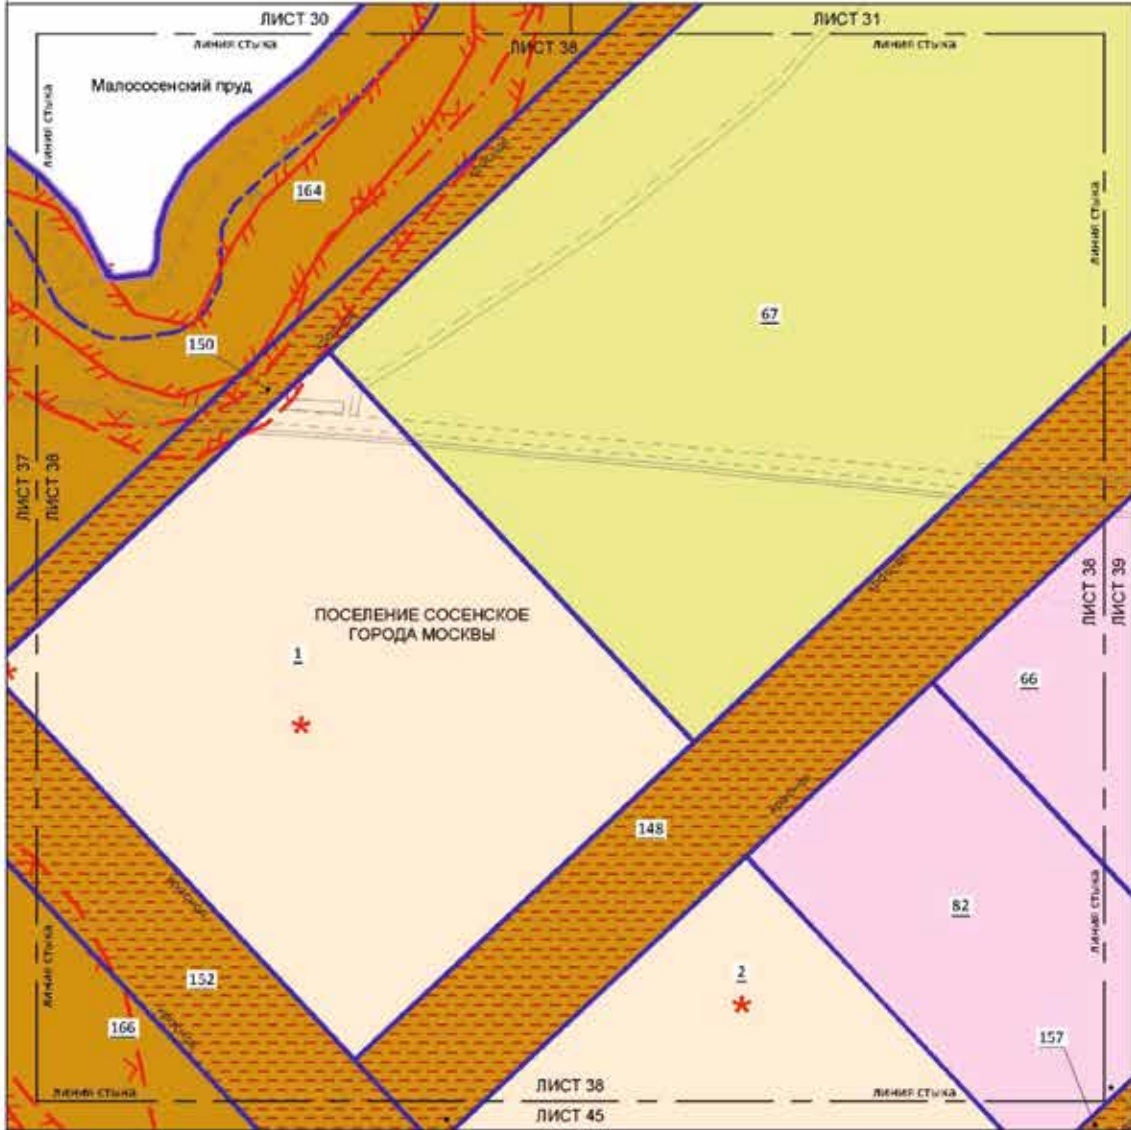 ЛИСТ 30
ЛИСТ 31
линия стыка
ЛИСТ 38
линия стыка
Малососенский пруд
линия стыка
линия стыка
164
67
150
ЛИСТ 37
ЛИСТ 38
ЛИСТ 38
ЛИСТ 39
ПОСЕЛЕНИЕ СОСЕНСКОЕ
ГОРОДА МОСКВЫ
1
*
66
148
82
линия стыка
линия стыка
152
2
*
166
157
линия стыка
ЛИСТ 38
линия стыка
ЛИСТ 45